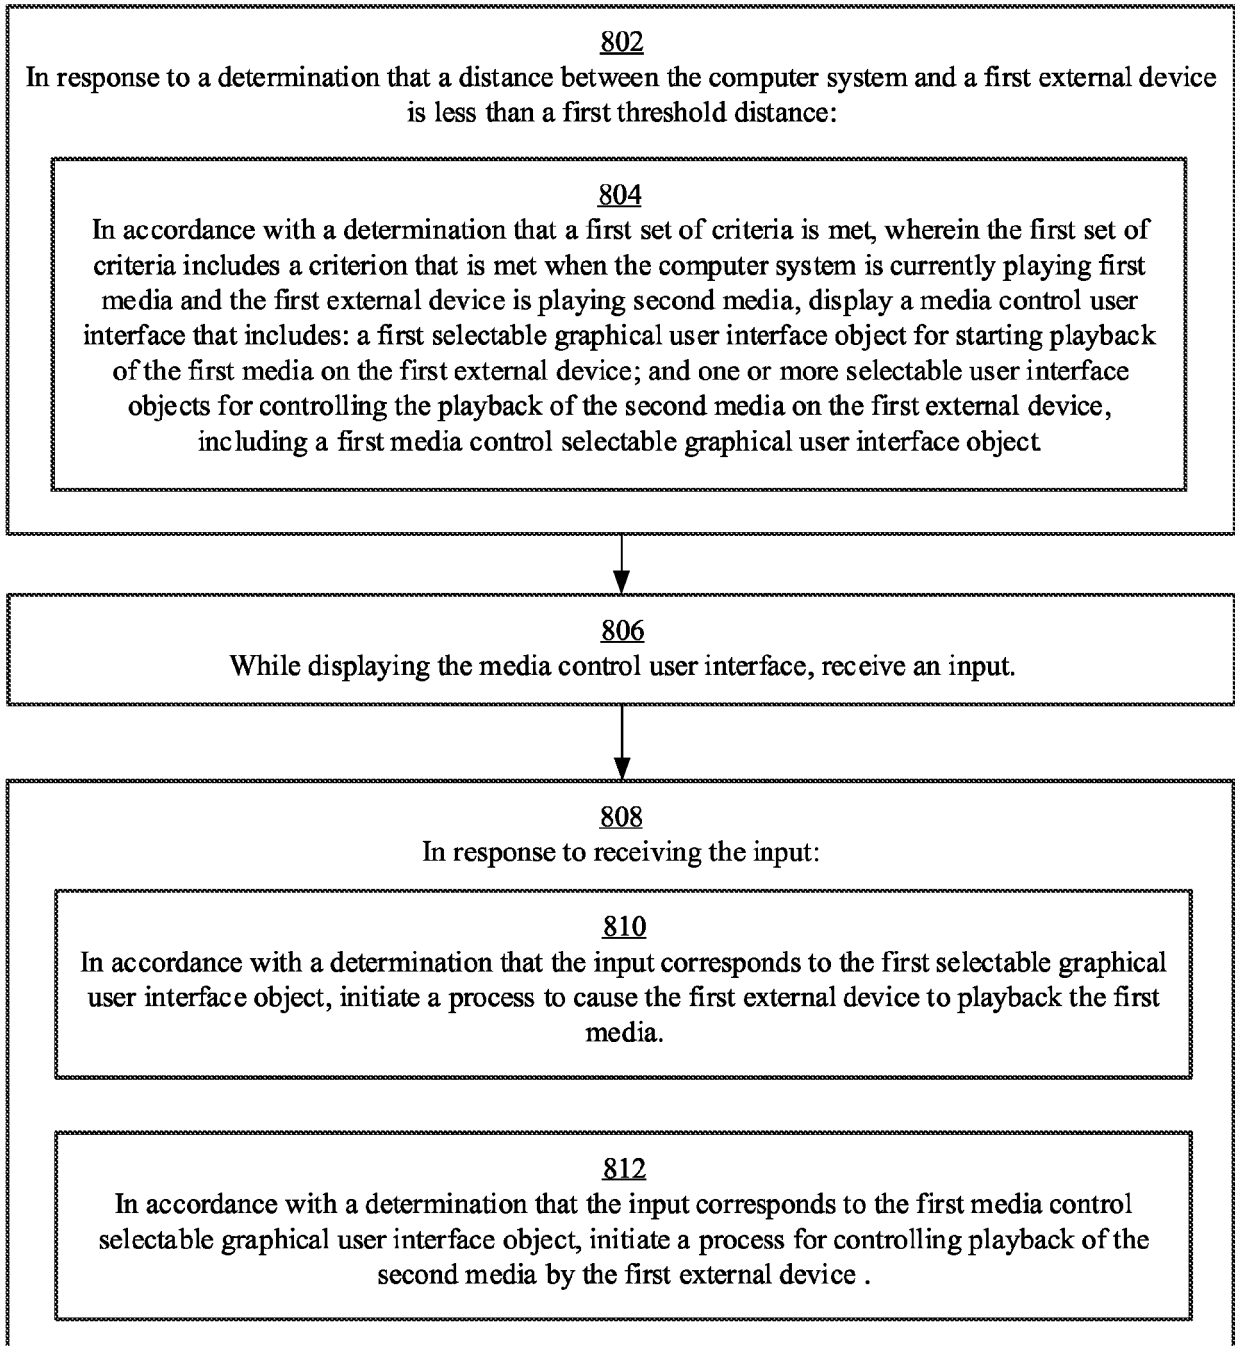 802
In response to a determination that a distance between the computer system and a first external device
is less than a first threshold distance:
804
In accordance with a determination that a first set of criteria is met, wherein the first set of
criteria includes a criterion that is met when the computer system is currently playing first
media and the first external device is playing second media, display a media control user
interface that includes: a first selectable graphical user interface object for starting playback
of the first media on the first external device; and one or more selectable user interface
objects for controlling the playback of the second media on the first external device,
including a first media control selectable graphical user interface object.
806
While displaying the media control user interface, receive an input.
808
In response to receiving the input:
810
In accordance with a determination that the input corresponds to the first selectable graphical
user interface object, initiate a process to cause the first external device to playback the first
media.
812
In accordance with a determination that the input corresponds to the first media control
selectable graphical user interface object, initiate a process for controlling playback of the
second media by the first external device .